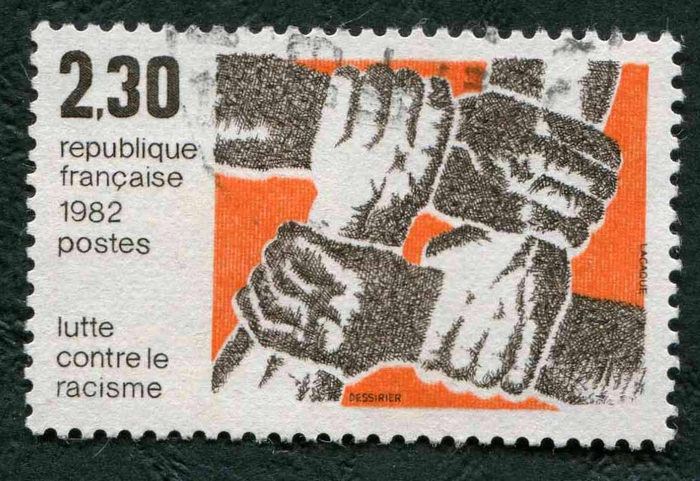 2,30
republique
française
1982
postes
lutte
contre le
racisme
DESSIRIER
LACAQUE